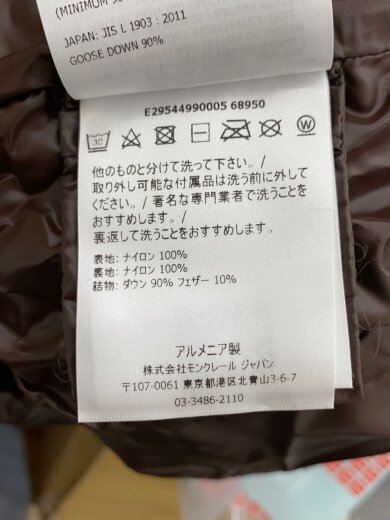 JAPAN: JIS L 1903 : 2011
GOOSE DOWN 90%
E29544990005 68950
30
W
他のものと分けて洗って下さい。/
取り外し可能な付属品は洗う前に外して
ください。/ 著名な専門業者で洗うことを
おすすめします。/
裏返して洗うことをおすすめします。
表地: ナイロン 100%
裏地: ナイロン 100%
詰物: ダウン 90% フェザー 10%
アルメニア製
株式会社モンクレール ジャパン
〒107-0061 東京都港区北青山3-6-7
03-3486-2110